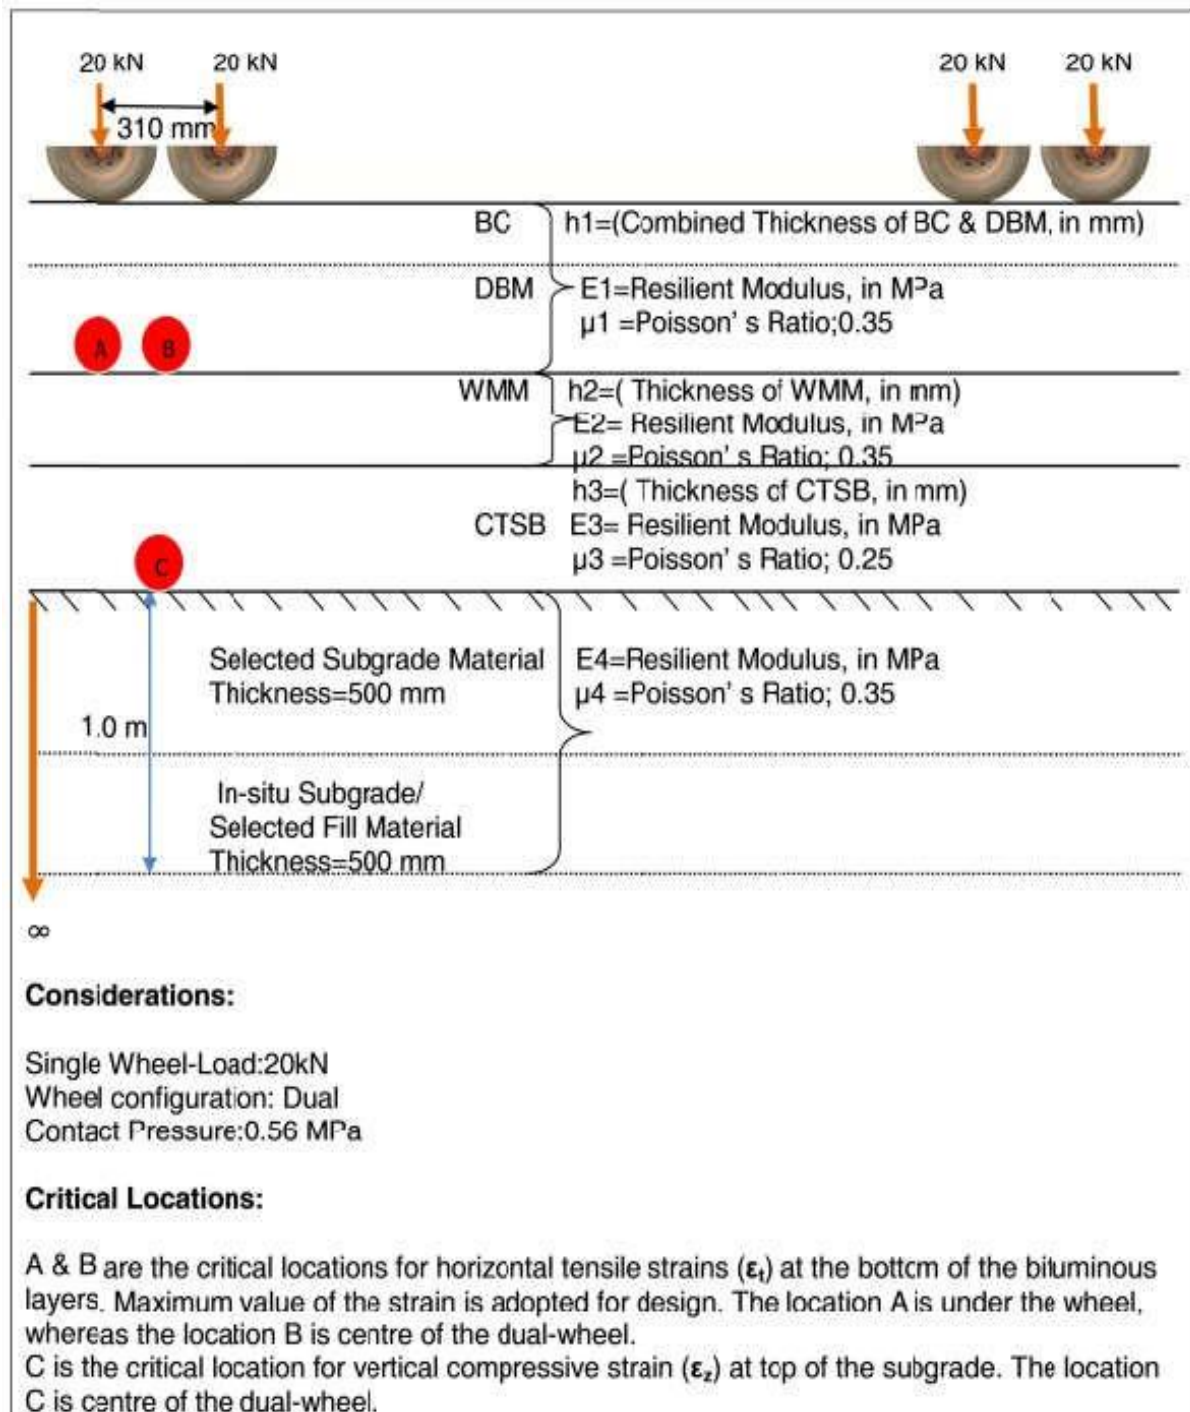 20 kN 20 kN 20 kN 20 kN
310 mm
BC h1=(Combined Thickness of BC & DBM, in mm)
DBM E1=Resilient Modulus, in MPa
µ1 =Poisson' s Ratio;0.35
A B
WMM h2=( Thickness of WMM, in mm)
E2= Resilient Modulus, in MPa
µ2 =Poisson' s Ratio; 0.35
h3=( Thickness of CTSB, in mm)
CTSB E3= Resilient Modulus, in MPa
µ3 =Poisson' s Ratio; 0.25
C
Selected Subgrade Material E4=Resilient Modulus, in MPa
Thickness=500 mm µ4 =Poisson' s Ratio; 0.35
1.0 m
In-situ Subgrade/
Selected Fill Material
Thickness=500 mm
∞
Considerations:
Single Wheel-Load:20kN
Wheel configuration: Dual
Contact Pressure:0.56 MPa
Critical Locations:
A & B are the critical locations for horizontal tensile strains (εt) at the bottom of the bituminous
layers. Maximum value of the strain is adopted for design. The location A is under the wheel,
whereas the location B is centre of the dual-wheel.
C is the critical location for vertical compressive strain (εz) at top of the subgrade. The location
C is centre of the dual-wheel.